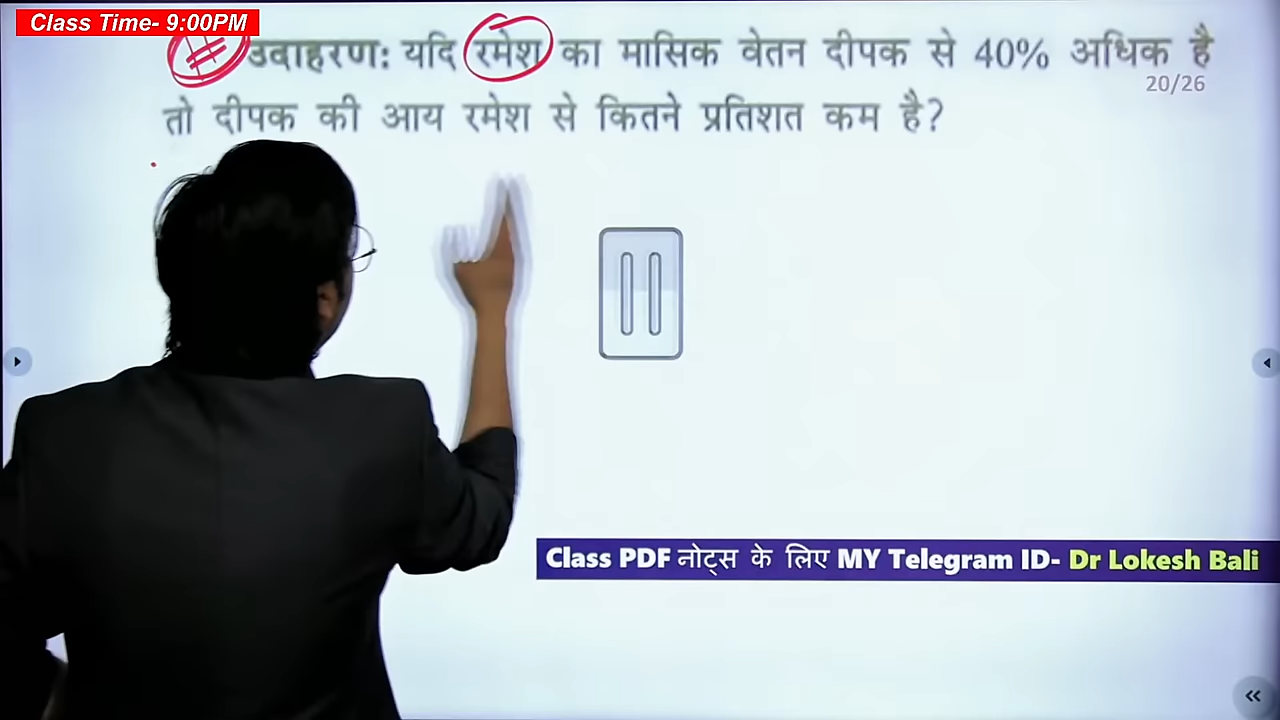 Class Time- 9:00PM
उदाहरण: यदि रमेश का मासिक वेतन दीपक से 40% अधिक है
20/26
तो दीपक की आय रमेश से कितने प्रतिशत कम है?
Class PDF नोट्स के लिए MY Telegram ID- Dr Lokesh Bali